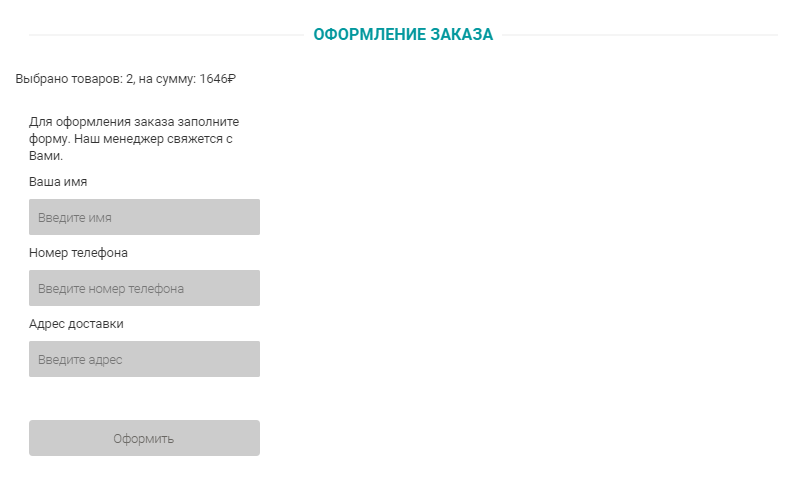 ОФОРМЛЕНИЕ ЗАКАЗА
Выбрано товаров: 2, на сумму: 1646₽
Для оформления заказа заполните
форму. Наш менеджер свяжется с
Вами.
Ваша имя
Введите имя
Номер телефона
Введите номер телефона
Адрес доставки
Введите адрес
Оформить